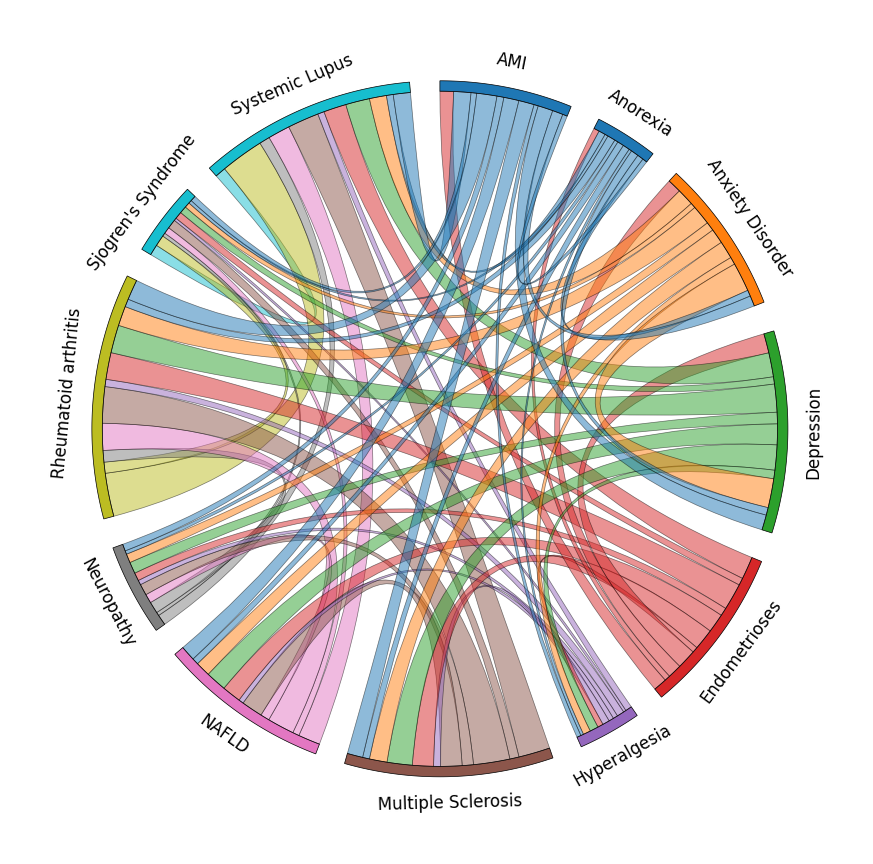 AMI
Anorexia
Anxiety Disorder
Depression
Endometrioses
Hyperalgesia
Multiple Sclerosis
NAFLD
Neuropathy
Rheumatoid arthritis
Sjogren's Syndrome
Systemic Lupus